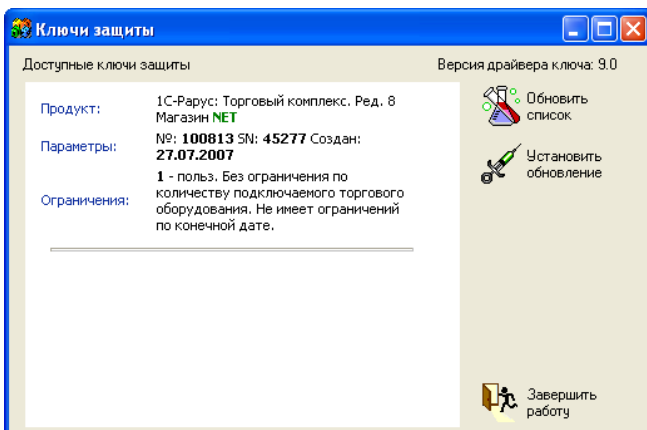 Ключи защиты
Доступные ключи защиты
Версия драйвера ключа: 9.0
Продукт:
1С-Рарус: Торговый комплекс. Ред. 8
Магазин NET
Параметры:
№: 100813 SN: 45277 Создан:
27.07.2007
Ограничения:
1 - польз. Без ограничения по
количеству подключаемого торгового
оборудования. Не имеет ограничений
по конечной дате.
Обновить
список
Установить
обновление
Завершить
работу